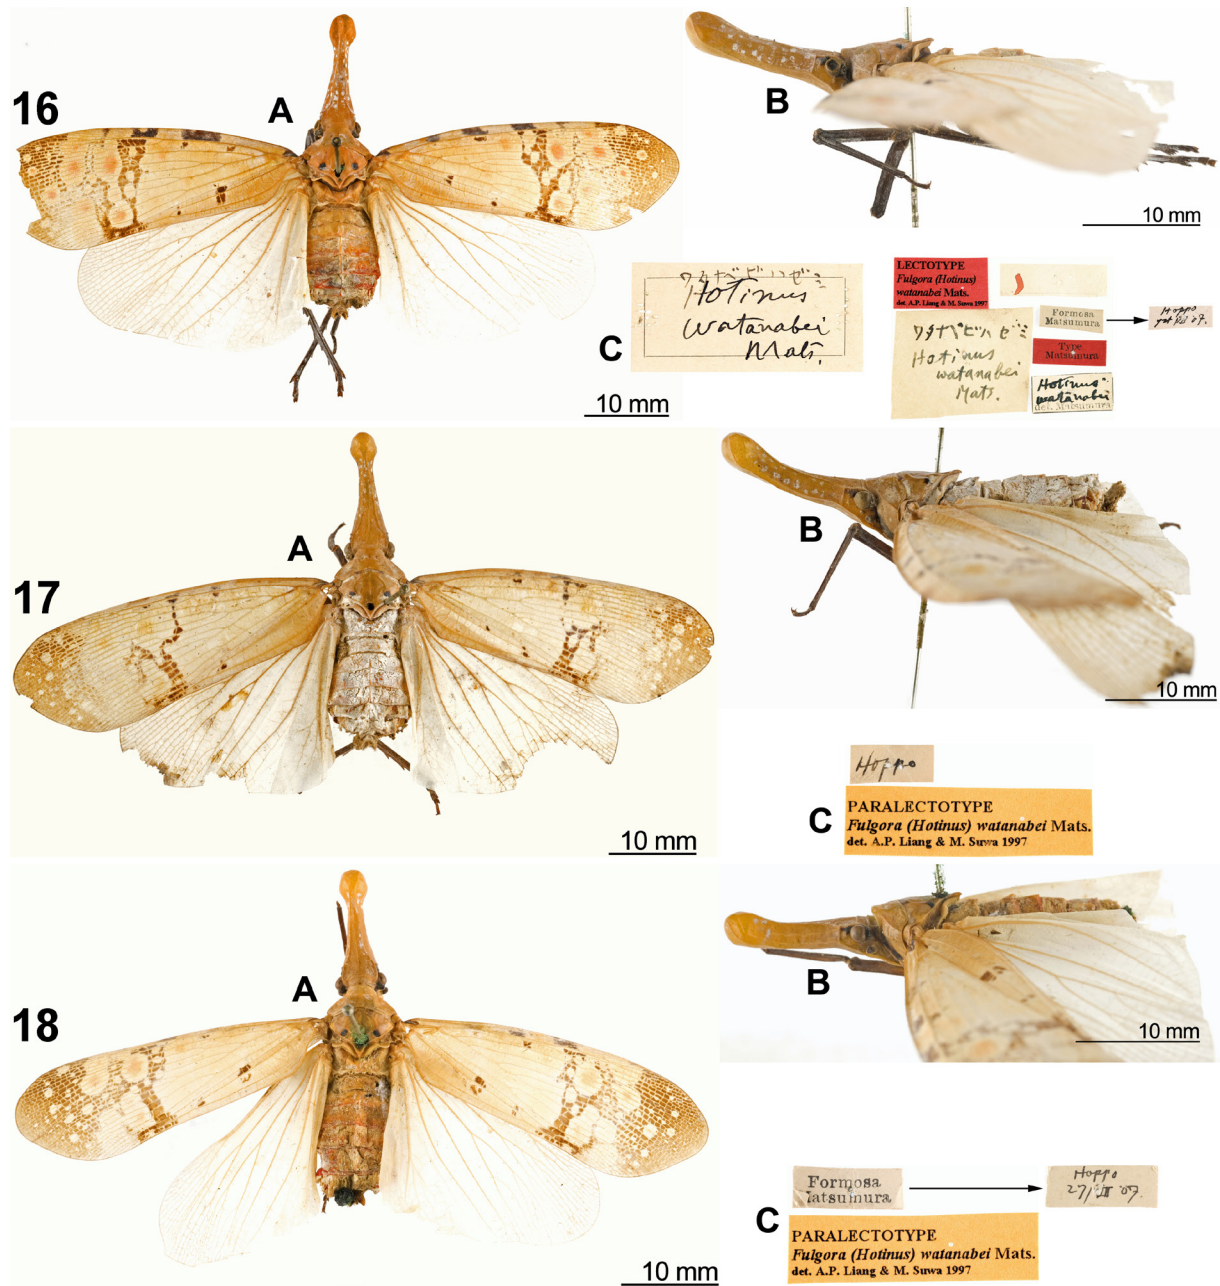 16
A
B
10 mm
10 mm
C
ワタナベビハゼミ
Hotinus
watanabei
Mats.
LECTOTYPE
Fulgora (Hotinus)
watanabei Mats.
det. A.P. Liang & M. Suwa 1997
Formosa
Matsumura
Hoppo
'07.
ワタナベビハゼミ
Hotinus
watanabei
Mats.
Type
Matsumura
Hotinus
watanabei
det. Matsumura
17
A
B
10 mm
10 mm
Hoppo
C
PARALECTOTYPE
Fulgora (Hotinus) watanabei Mats.
det. A.P. Liang & M. Suwa 1997
18
A
B
10 mm
10 mm
C
Formosa
Matsumura
Hoppo
27/VII '07.
PARALECTOTYPE
Fulgora (Hotinus) watanabei Mats.
det. A.P. Liang & M. Suwa 1997